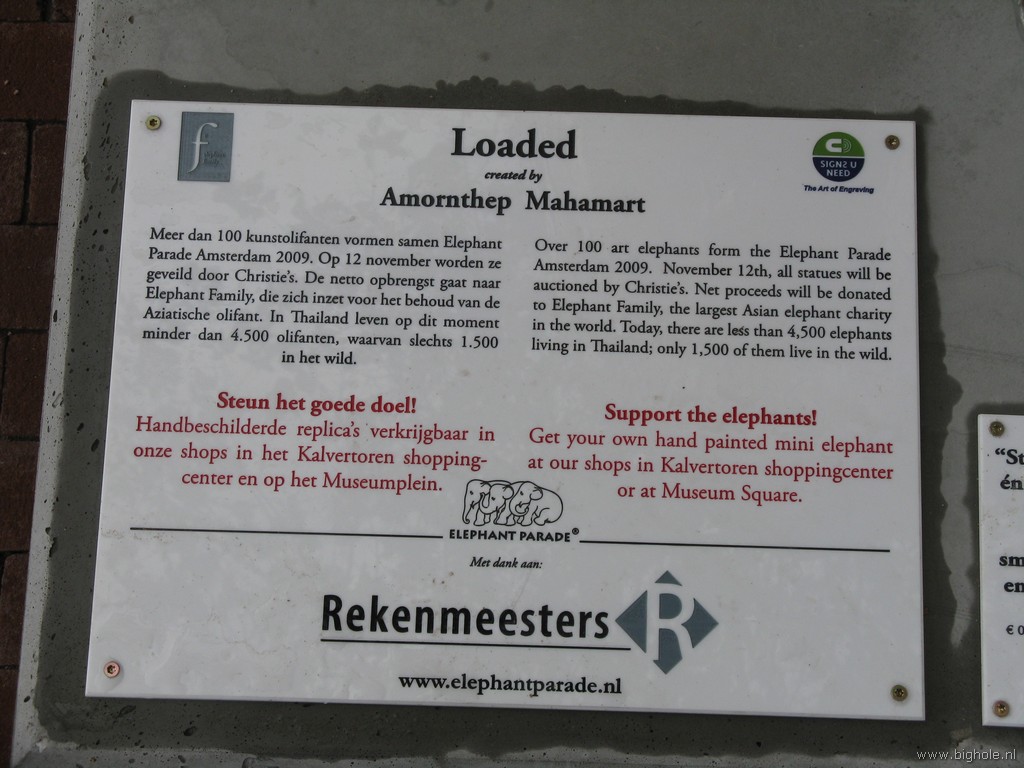 f
Loaded
created by
Amornthep Mahamart
SIGNS U
NEED
The Art of Engraving
Meer dan 100 kunstolifanten vormen samen Elephant
Parade Amsterdam 2009. Op 12 november worden ze
geveild door Christie's. De netto opbrengst gaat naar
Elephant Family, die zich inzet voor het behoud van de
Aziatische olifant. In Thailand leven op dit moment
minder dan 4.500 olifanten, waarvan slechts 1.500
in het wild.
Over 100 art elephants form the Elephant Parade
Amsterdam 2009. November 12th, all statues will be
auctioned by Christie's. Net proceeds will be donated
to Elephant Family, the largest Asian elephant charity
in the world. Today, there are less than 4,500 elephants
living in Thailand; only 1,500 of them live in the wild.
Steun het goede doel!
Handbeschilderde replica's verkrijgbaar in
onze shops in het Kalvertoren shopping-
center en op het Museumplein.
Support the elephants!
Get your own hand painted mini elephant
at our shops in Kalvertoren shoppingcenter
or at Museum Square.
ELEPHANT PARADE®
Met dank aan:
Rekenmeesters R
www.elephantparade.nl
"St
én
sm
en
€ 0
www.bighole.nl